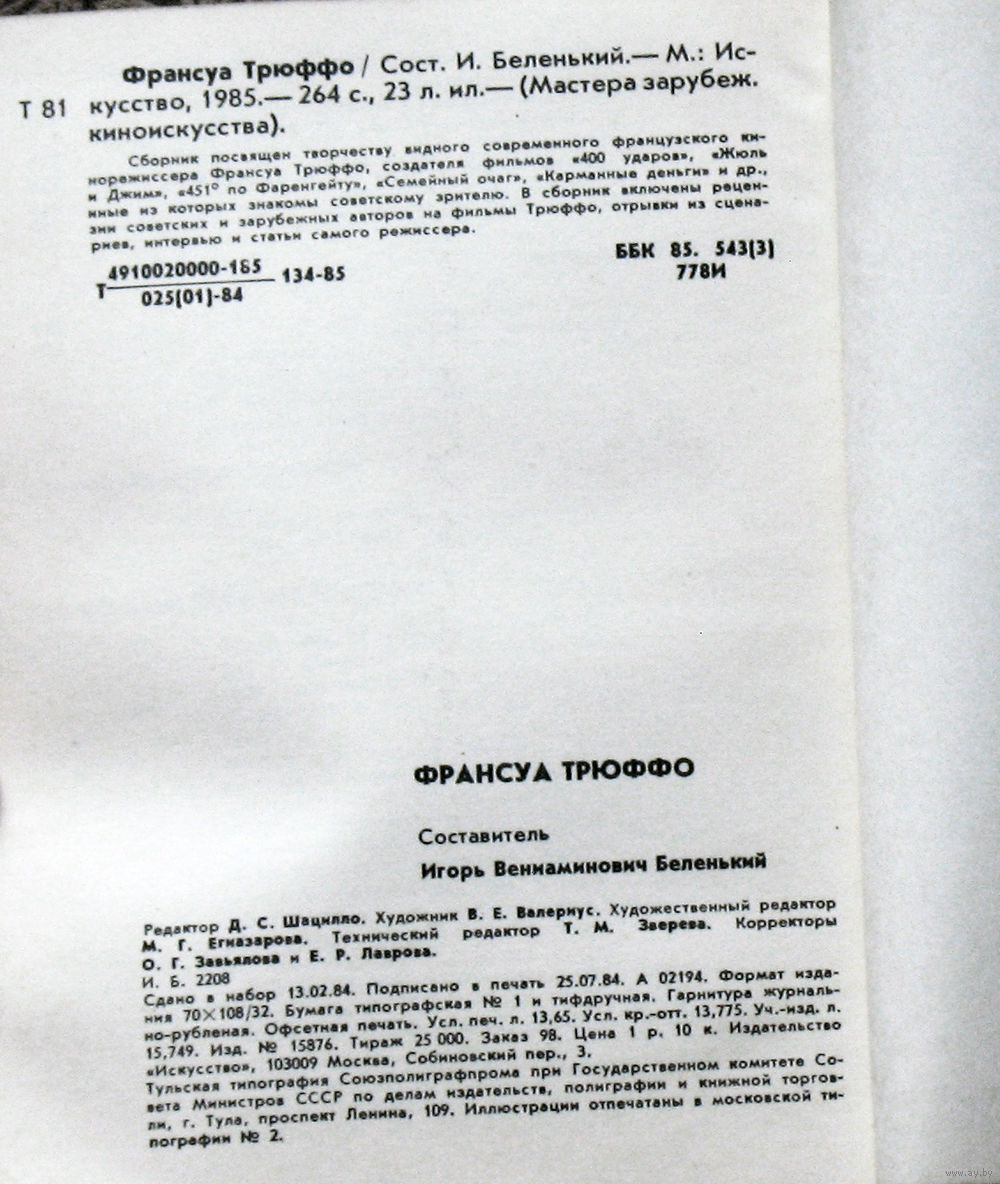 Франсуа Трюффо / Сост. И. Беленький.— М.: Ис-
Т 81 кусство, 1985.— 264 с., 23 л. ил.— (Мастера зарубеж.
киноискусства).
Сборник посвящен творчеству видного современного французского ки-
норежиссера Франсуа Трюффо, создателя фильмов «400 ударов», «Жюль
и Джим», «451° по Фаренгейту», «Семейный очаг», «Карманные деньги» и др.,
иные из которых знакомы советскому зрителю. В сборник включены рецен-
зии советских и зарубежных авторов на фильмы Трюффо, отрывки из сцена-
риев, интервью и статьи самого режиссера.
4910020000-185
Т 134-85
025(01)-84
ББК 85. 543(3)
778И
ФРАНСУА ТРЮФФО
Составитель
Игорь Вениаминович Беленький
Редактор Д. С. Шацилло. Художник В. Е. Валериус. Художественный редактор
М. Г. Егиазарова. Технический редактор Т. М. Зверева. Корректоры
О. Г. Завьялова и Е. Р. Лаврова.
И. Б. 2208
Сдано в набор 13.02.84. Подписано в печать 25.07.84. А 02194. Формат изда-
ния 70×108/32. Бумага типографская № 1 и тифдручная. Гарнитура журналь-
но-рубленая. Офсетная печать. Усл. печ. л. 13,65. Усл. кр.-отт. 13,775. Уч.-изд. л.
15,749. Изд. № 15876. Тираж 25 000. Заказ 98. Цена 1 р. 10 к. Издательство
«Искусство», 103009 Москва, Собиновский пер., 3.
Тульская типография Союзполиграфпрома при Государственном комитете Со-
вета Министров СССР по делам издательств, полиграфии и книжной торгов-
ли, г. Тула, проспект Ленина, 109. Иллюстрации отпечатаны в московской ти-
пографии № 2.
www.ay.by